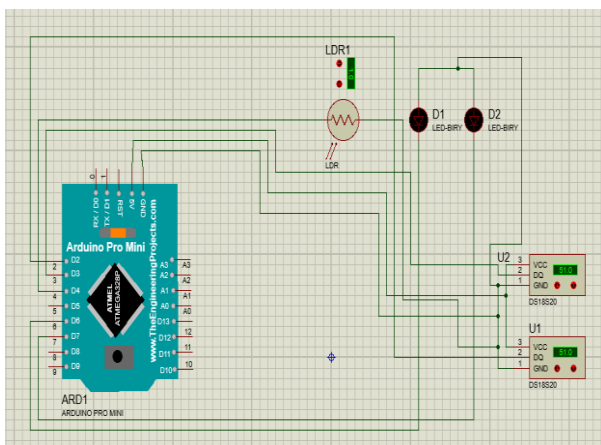 LDR1
1.0
LDR
D1
LED-BIRY
D2
LED-BIRY
0
1
RX / D0
TX / D1
RST
5V
GND
Arduino Pro Mini
ATMEL
ATMEGA328P
www.TheEngineeringProjects.com
2 D2
3 D3
4 D4
5 D5
6 D6
7 D7
8 D8
9 D9
A3 A3
A2 A2
A1 A1
A0 A0
D13
D12 12
D11 11
D10 10
ARD1
ARDUINO PRO MINI
U2
3 VCC
2 DQ
1 GND
51.0
DS18S20
U1
3 VCC
2 DQ
1 GND
51.0
DS18S20